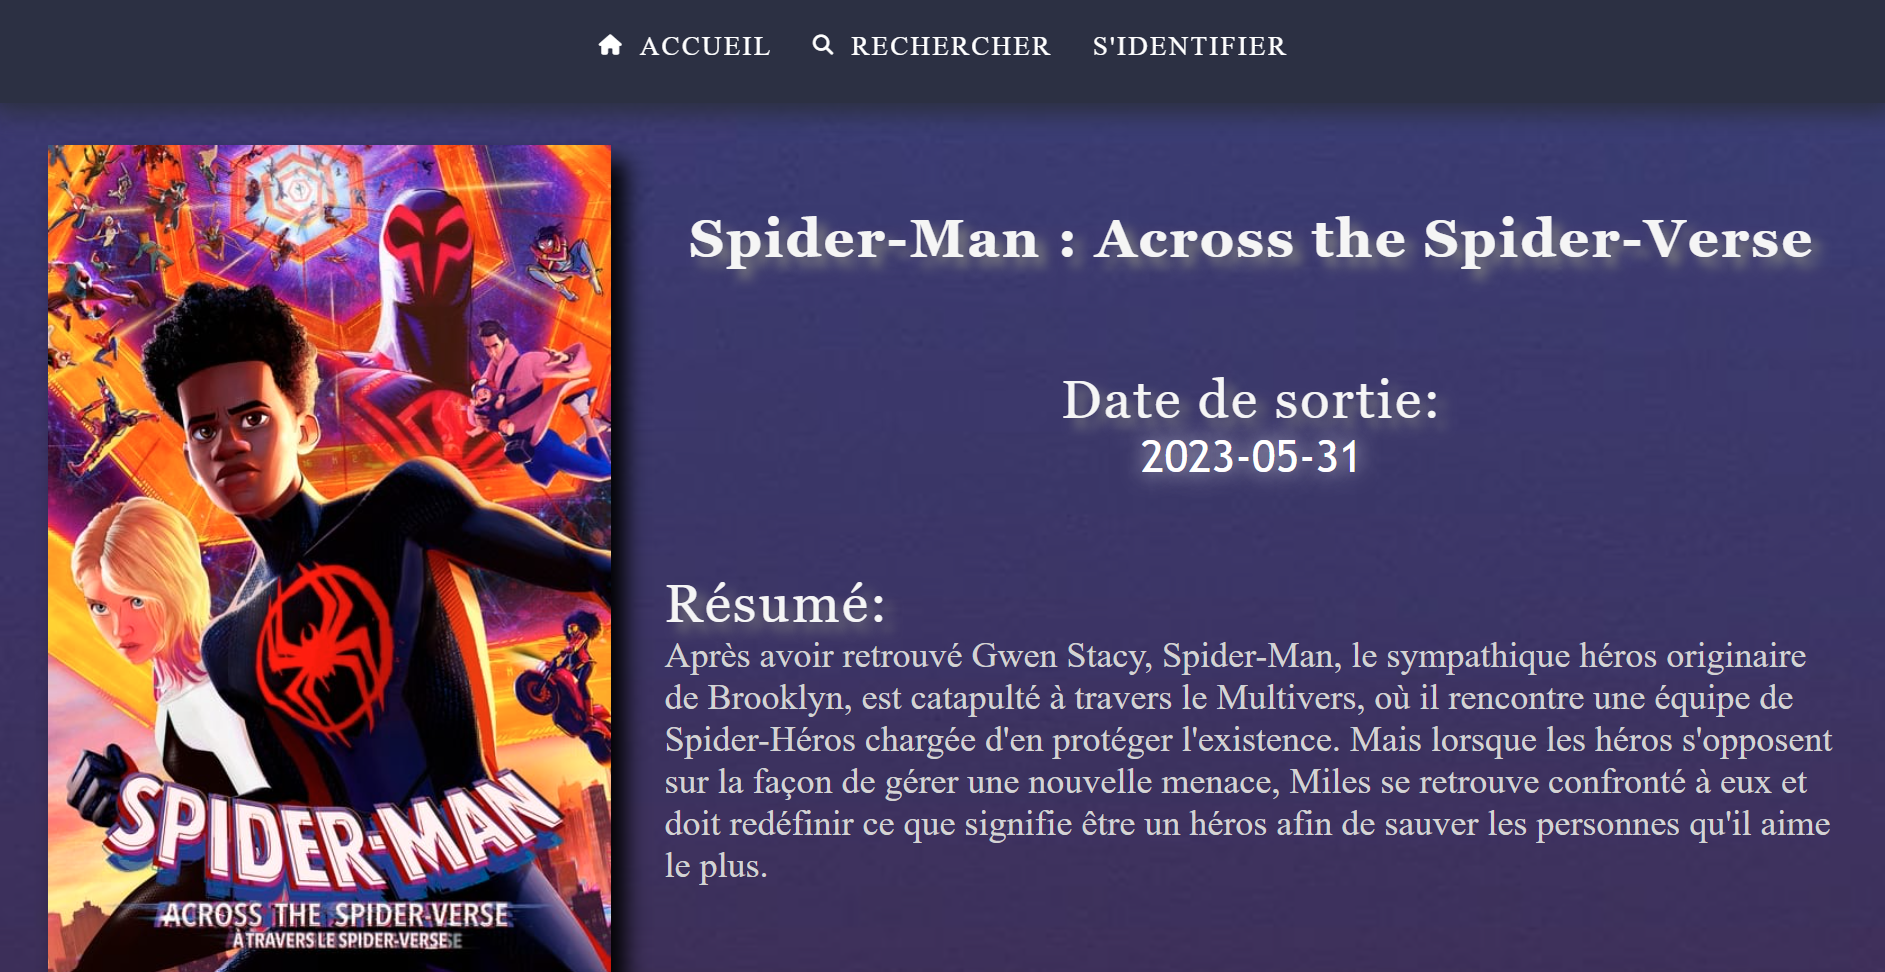 ACCUEIL RECHERCHER S'IDENTIFIER
Spider-Man : Across the Spider-Verse
Date de sortie:
2023-05-31
Résumé:
Après avoir retrouvé Gwen Stacy, Spider-Man, le sympathique héros originaire
de Brooklyn, est catapulté à travers le Multivers, où il rencontre une équipe de
Spider-Héros chargée d'en protéger l'existence. Mais lorsque les héros s'opposent
sur la façon de gérer une nouvelle menace, Miles se retrouve confronté à eux et
doit redéfinir ce que signifie être un héros afin de sauver les personnes qu'il aime
le plus.
SPIDER-MAN
ACROSS THE SPIDER-VERSE
À TRAVERS LE SPIDER-VERSE